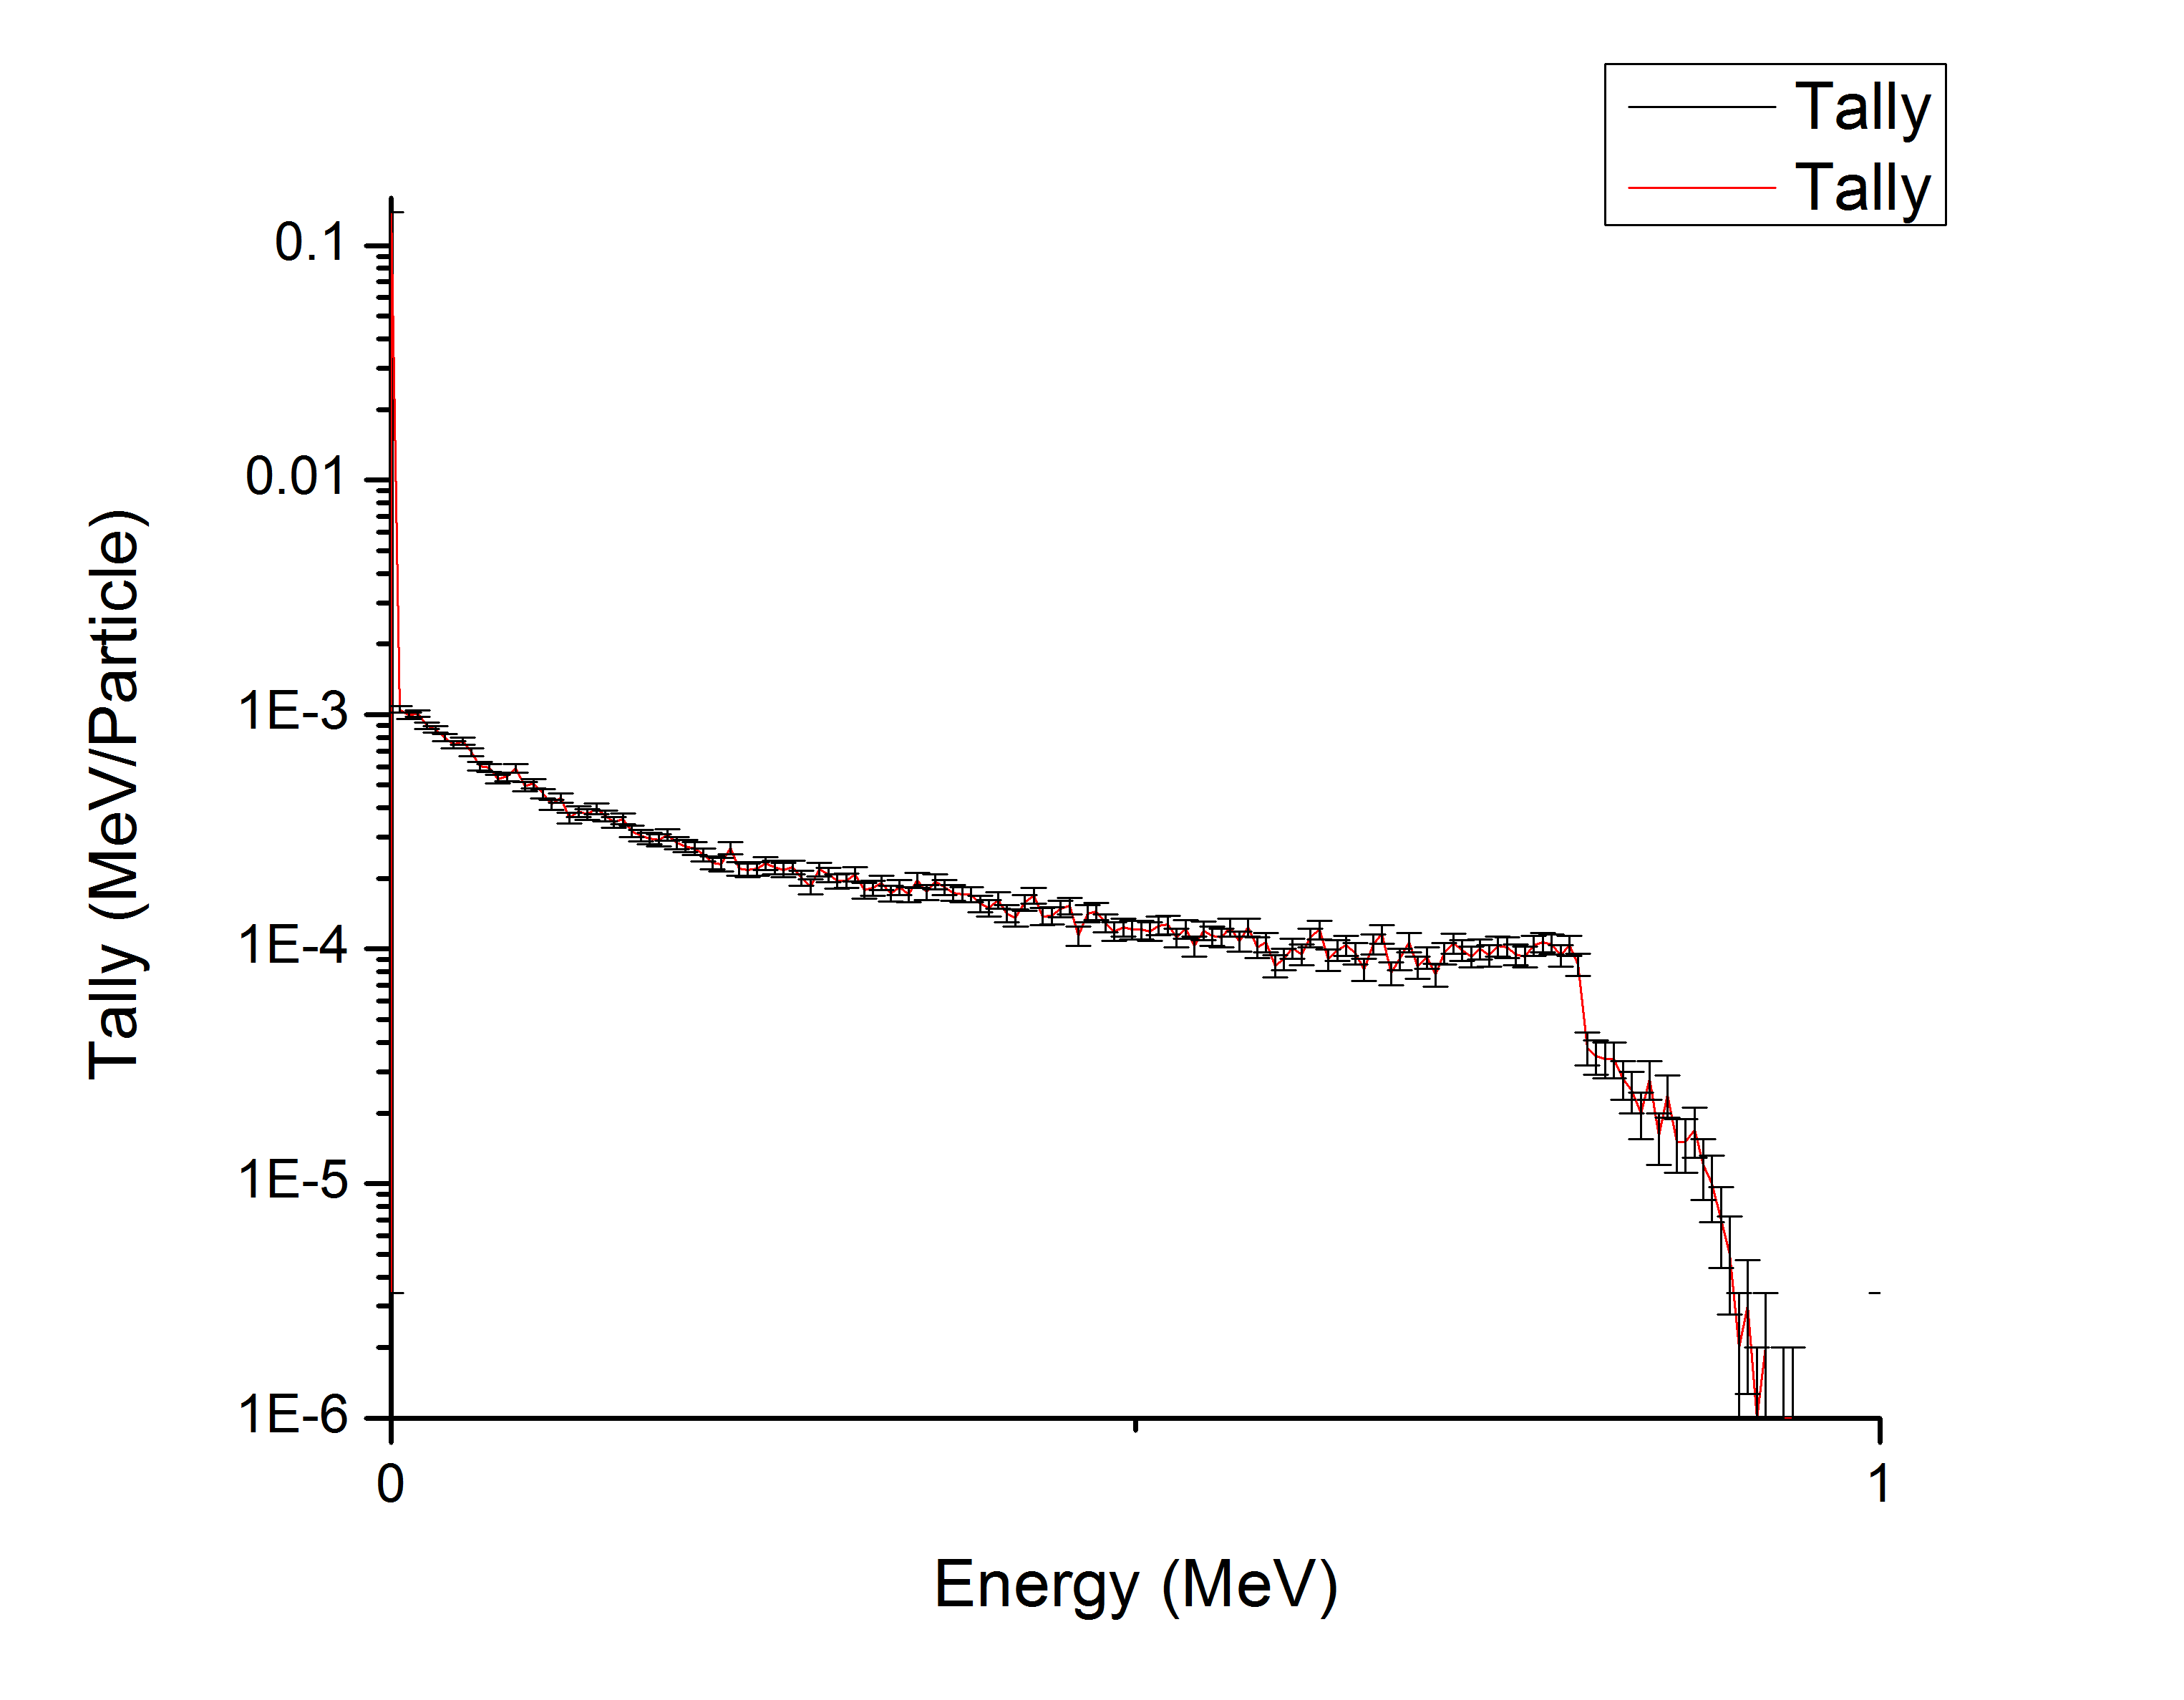 Tally
Tally
0.1
0.01
1E-3
1E-4
1E-5
1E-6
Tally (MeV/Particle)
0
1
Energy (MeV)